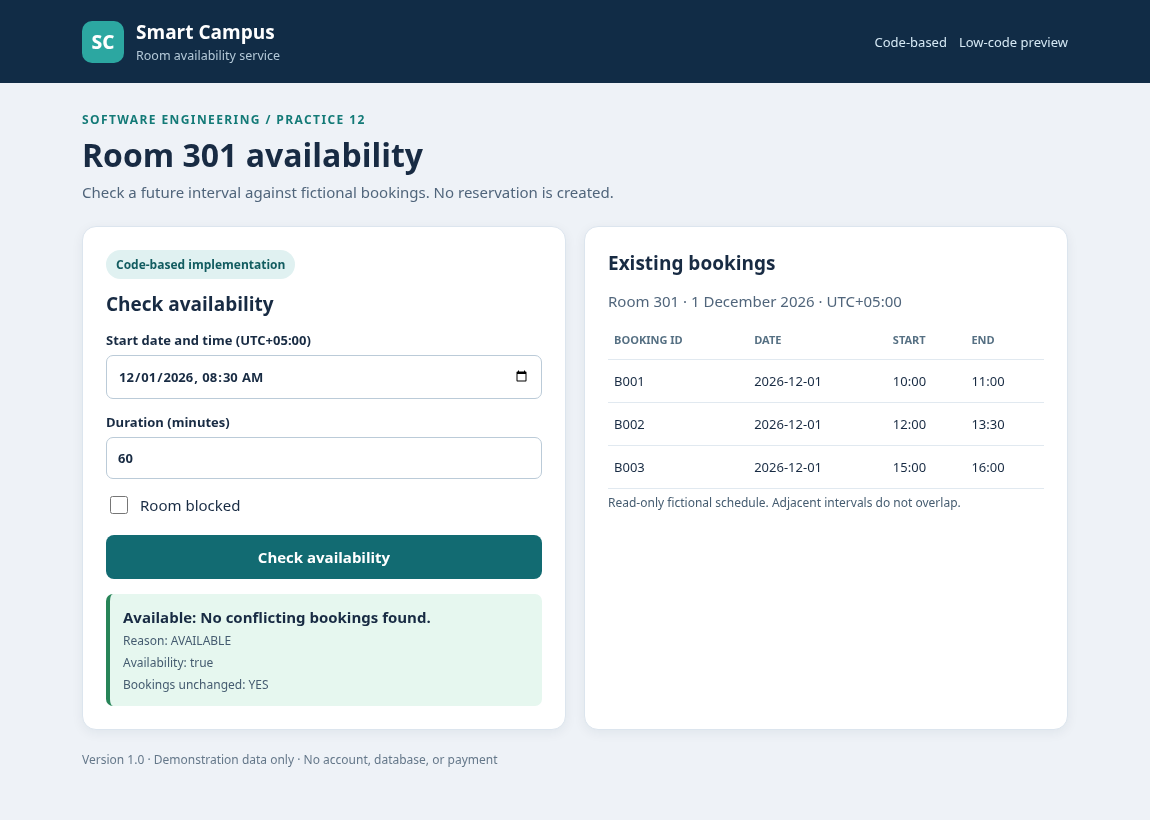 SC
Smart Campus
Room availability service
Code-based Low-code preview
SOFTWARE ENGINEERING / PRACTICE 12
Room 301 availability
Check a future interval against fictional bookings. No reservation is created.
Code-based implementation
Check availability
Start date and time (UTC+05:00)
12/01/2026, 08:30 AM
Duration (minutes)
60
Room blocked
Check availability
Available: No conflicting bookings found.
Reason: AVAILABLE
Availability: true
Bookings unchanged: YES
Existing bookings
Room 301 · 1 December 2026 · UTC+05:00
BOOKING ID DATE START END
B001 2026-12-01 10:00 11:00
B002 2026-12-01 12:00 13:30
B003 2026-12-01 15:00 16:00
Read-only fictional schedule. Adjacent intervals do not overlap.
Version 1.0 · Demonstration data only · No account, database, or payment